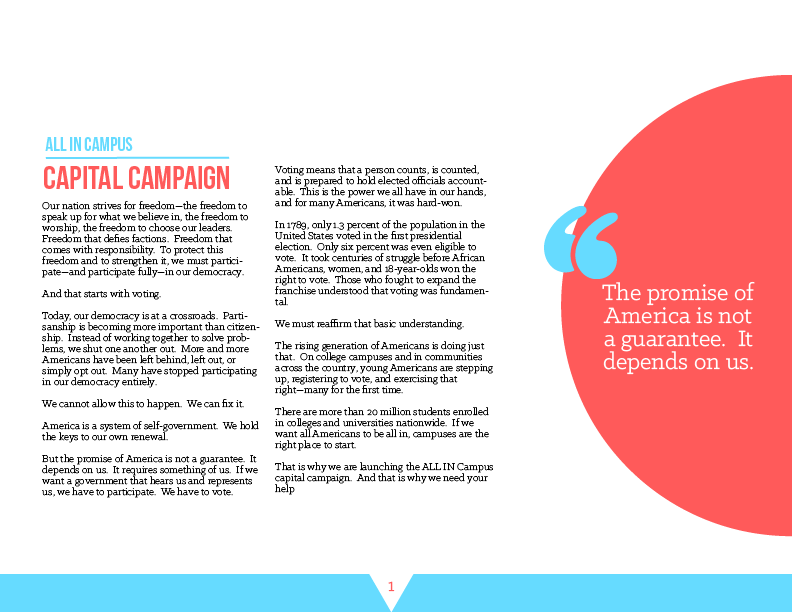 ALL IN CAMPUS
CAPITAL CAMPAIGN
Our nation strives for freedom—the freedom to
speak up for what we believe in, the freedom to
worship, the freedom to choose our leaders.
Freedom that defies factions.  Freedom that
comes with responsibility.  To protect this
freedom and to strengthen it, we must partici-
pate—and participate fully—in our democracy.
And that starts with voting.
Today, our democracy is at a crossroads.  Parti-
sanship is becoming more important than citizen-
ship.  Instead of working together to solve prob-
lems, we shut one another out.  More and more
Americans have been left behind, left out, or
simply opt out.  Many have stopped participating
in our democracy entirely.
We cannot allow this to happen.  We can fix it.
America is a system of self-government.  We hold
the keys to our own renewal.
But the promise of America is not a guarantee.  It
depends on us.  It requires something of us.  If we
want a government that hears us and represents
us, we have to participate.  We have to vote.
Voting means that a person counts, is counted,
and is prepared to hold elected officials account-
able.  This is the power we all have in our hands,
and for many Americans, it was hard-won.
In 1789, only 1.3 percent of the population in the
United States voted in the first presidential
election.  Only six percent was even eligible to
vote.  It took centuries of struggle before African
Americans, women, and 18-year-olds won the
right to vote.  Those who fought to expand the
franchise understood that voting was fundamen-
tal.
We must reaffirm that basic understanding.
The rising generation of Americans is doing just
that.  On college campuses and in communities
across the country, young Americans are stepping
up, registering to vote, and exercising that
right—many for the first time.
There are more than 20 million students enrolled
in colleges and universities nationwide.  If we
want all Americans to be all in, campuses are the
right place to start.
That is why we are launching the ALL IN Campus
capital campaign.  And that is why we need your
help
“
The promise of
America is not
a guarantee.  It
depends on us.
1